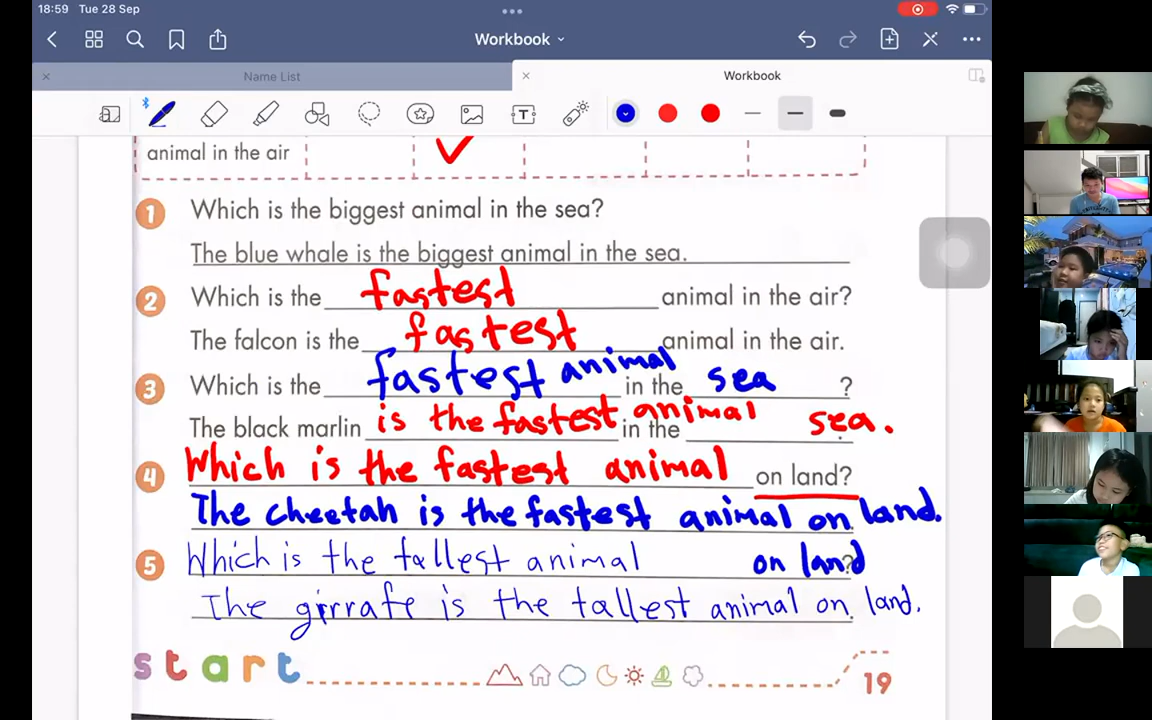 18:59 Tue 28 Sep
Workbook
Name List
Workbook
animal in the air
1 Which is the biggest animal in the sea?
The blue whale is the biggest animal in the sea.
2 Which is the fastest animal in the air?
The falcon is the fastest animal in the air.
3 Which is the fastest animal in the sea ?
The black marlin is the fastest animal in the sea.
4 Which is the fastest animal on land?
The cheetah is the fastest animal on land.
5 Which is the tallest animal on land?
The girrafe is the tallest animal on land.
start
19